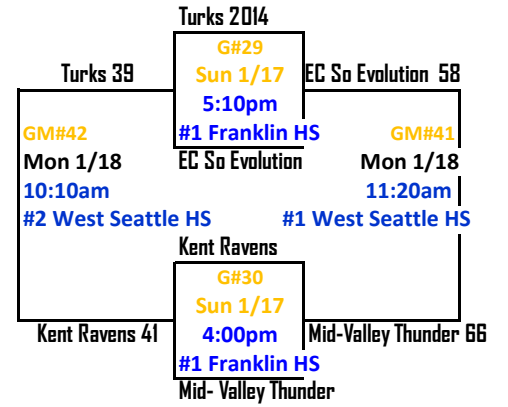 Turks 2014
G#29
Turks 39
Sun 1/17
EC So Evolution 58
5:10pm
GM#42
#1 Franklin HS
GM#41
Mon 1/18
EC So Evolution
Mon 1/18
10:10am
11:20am
#2 West Seattle HS
#1 West Seattle HS
Kent Ravens
G#30
Sun 1/17
Kent Ravens 41
4:00pm
Mid-Valley Thunder 66
#1 Franklin HS
Mid- Valley Thunder